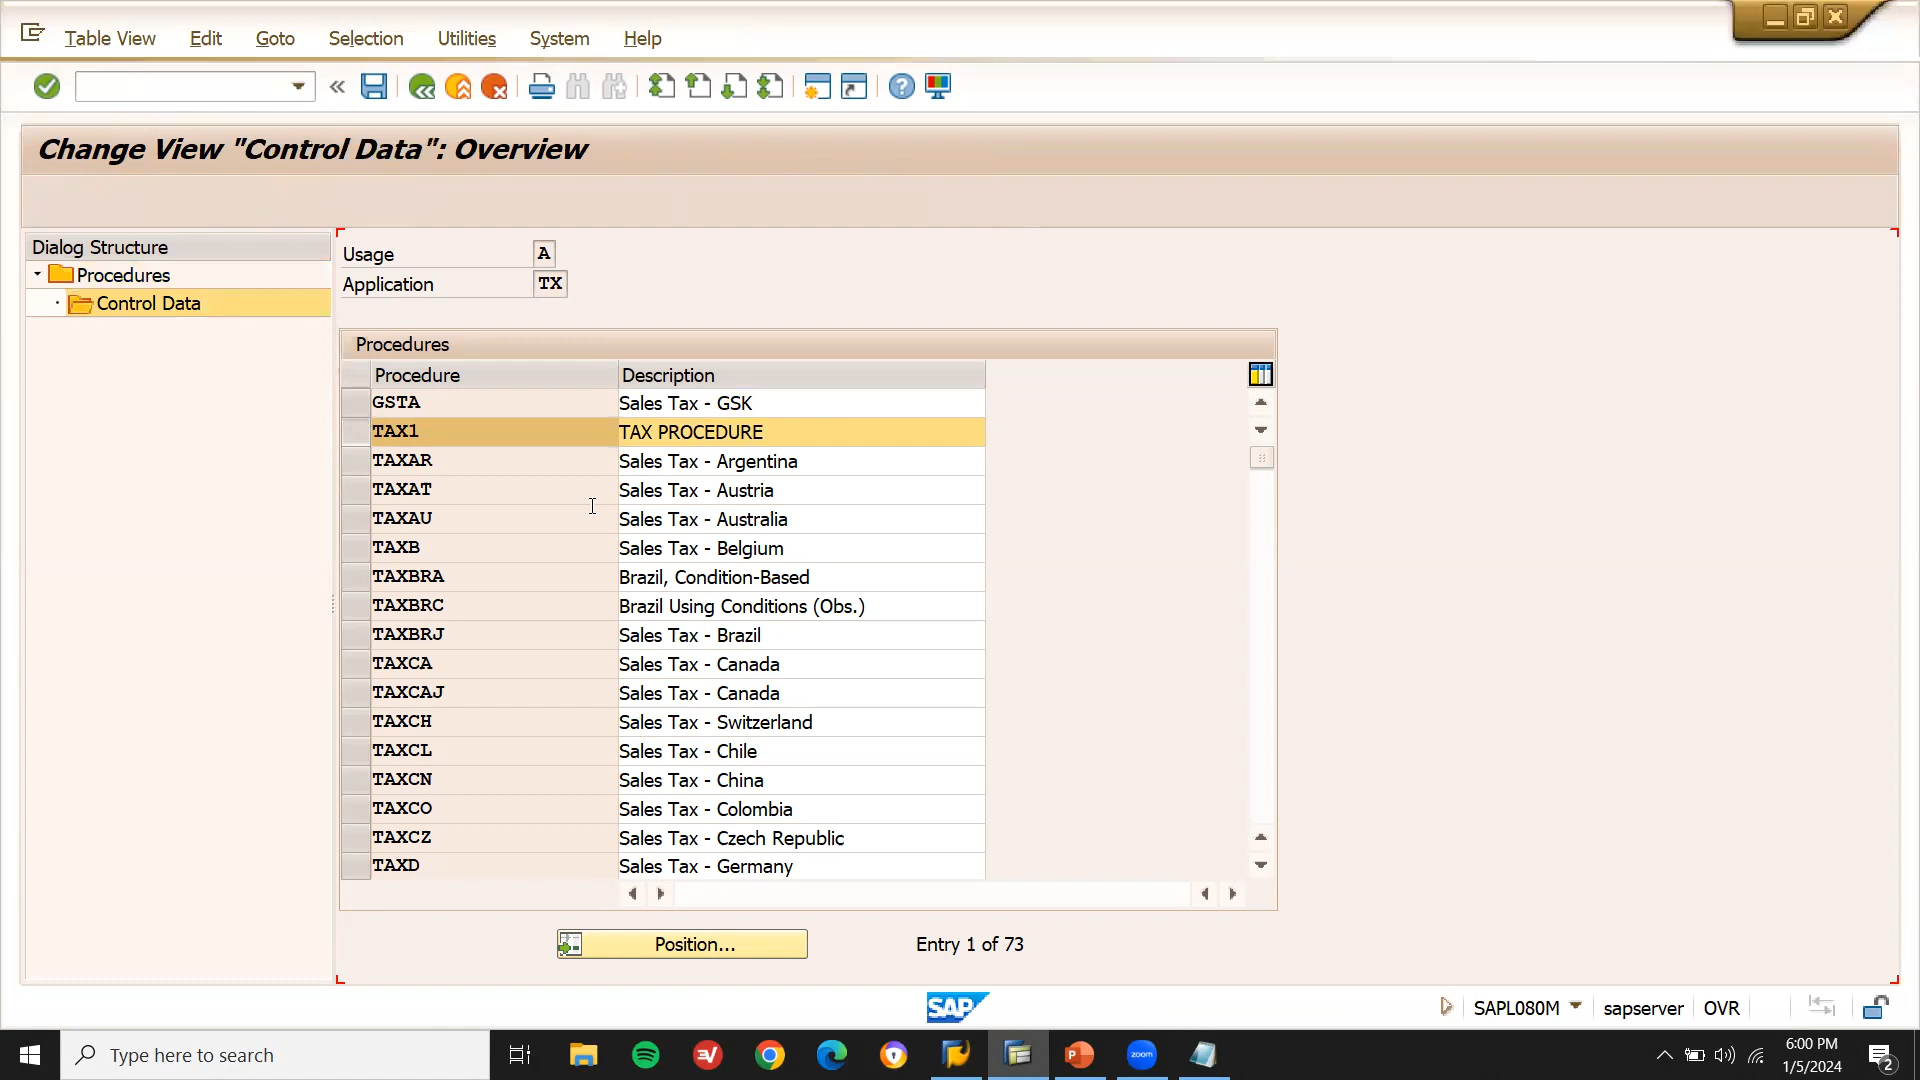 Table View Edit Goto Selection Utilities System Help
Change View "Control Data": Overview
Dialog Structure
Procedures
Control Data
Usage A
Application TX
Procedures
Procedure Description
GSTA Sales Tax - GSK
TAX1 TAX PROCEDURE
TAXAR Sales Tax - Argentina
TAXAT Sales Tax - Austria
TAXAU Sales Tax - Australia
TAXB Sales Tax - Belgium
TAXBRA Brazil, Condition-Based
TAXBRC Brazil Using Conditions (Obs.)
TAXBRJ Sales Tax - Brazil
TAXCA Sales Tax - Canada
TAXCAJ Sales Tax - Canada
TAXCH Sales Tax - Switzerland
TAXCL Sales Tax - Chile
TAXCN Sales Tax - China
TAXCO Sales Tax - Colombia
TAXCZ Sales Tax - Czech Republic
TAXD Sales Tax - Germany
Position... Entry 1 of 73
SAP SAPL080M sapserver OVR
Type here to search zoom 6:00 PM
1/5/2024 2